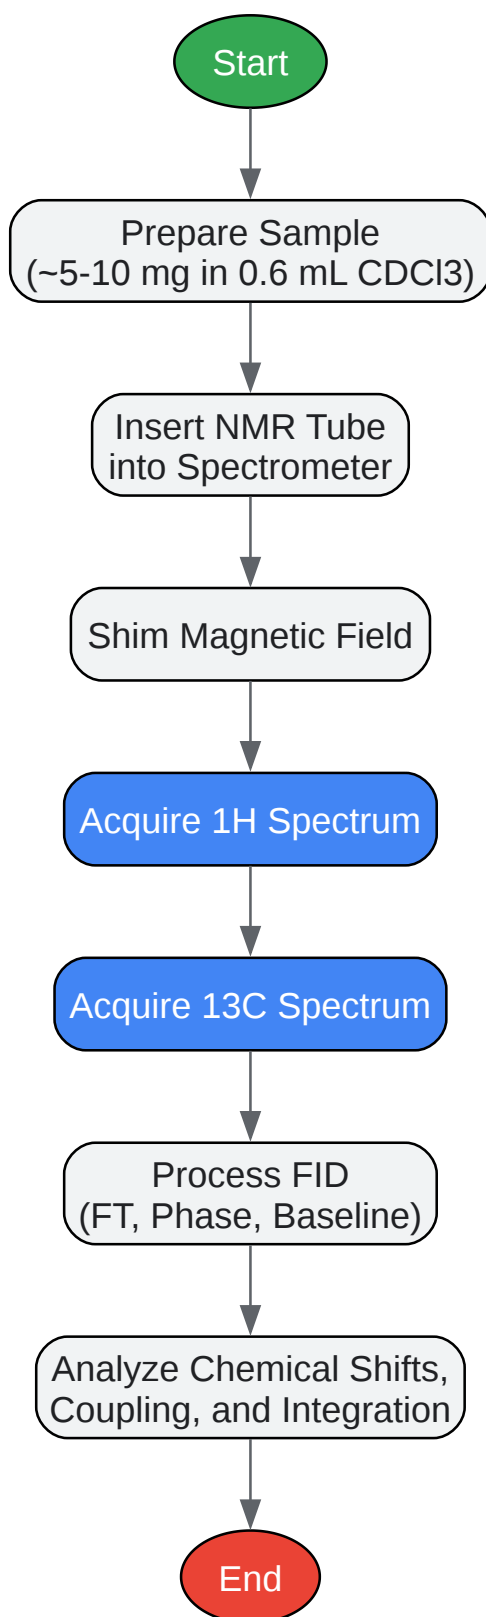 Start
Prepare Sample
(~5-10 mg in 0.6 mL CDCl3)
Insert NMR Tube
into Spectrometer
Shim Magnetic Field
Acquire 1H Spectrum
Acquire 13C Spectrum
Process FID
(FT, Phase, Baseline)
Analyze Chemical Shifts,
Coupling, and Integration
End